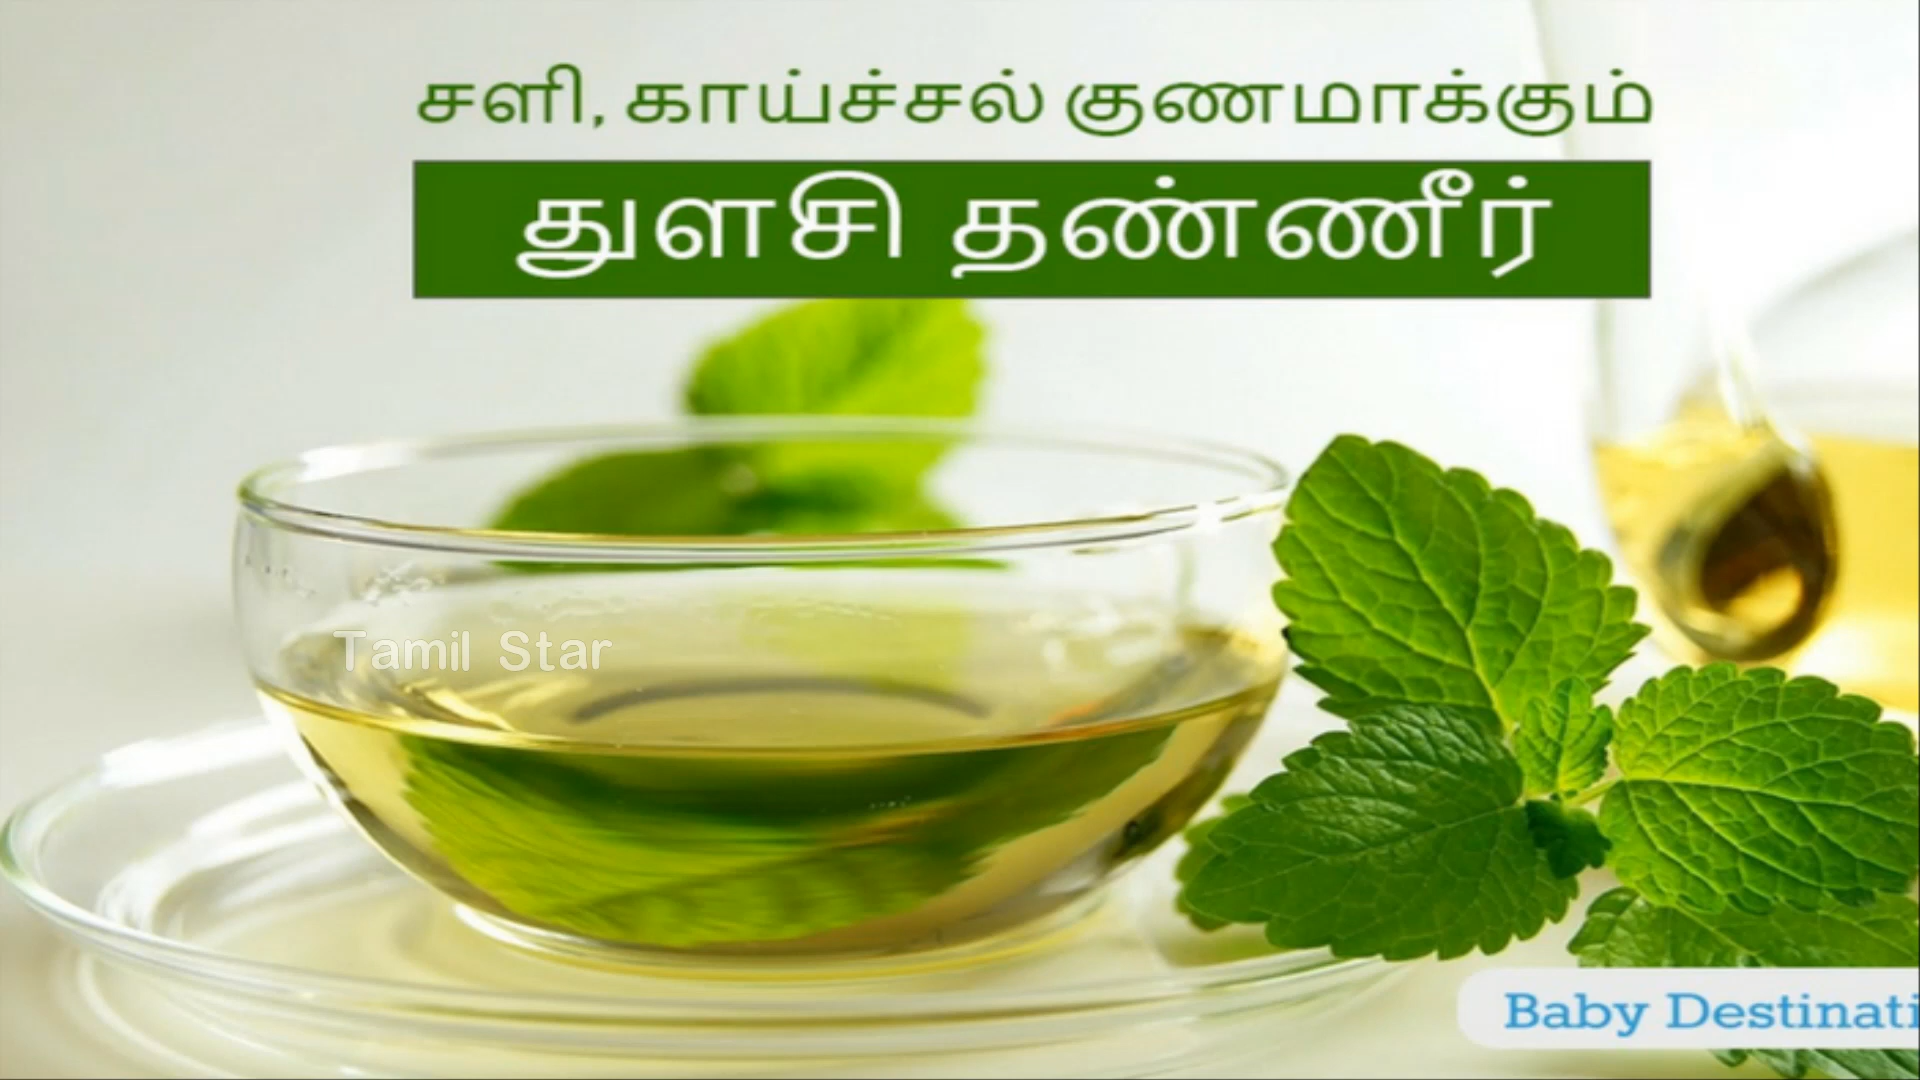 சளி, காய்ச்சல் குணமாக்கும்
துளசி தண்ணீர்
Tamil Star
Baby Destinati